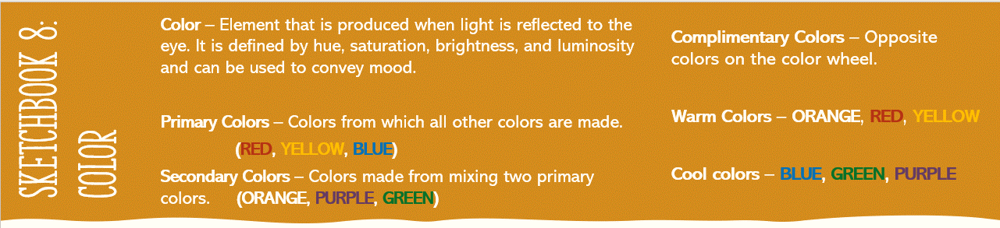 SKETCHBOOK 8:
COLOR
Color – Element that is produced when light is reflected to the
eye. It is defined by hue, saturation, brightness, and luminosity
and can be used to convey mood.
Primary Colors – Colors from which all other colors are made.
(RED, YELLOW, BLUE)
Secondary Colors – Colors made from mixing two primary
colors. (ORANGE, PURPLE, GREEN)
Complimentary Colors – Opposite
colors on the color wheel.
Warm Colors – ORANGE, RED, YELLOW
Cool colors – BLUE, GREEN, PURPLE